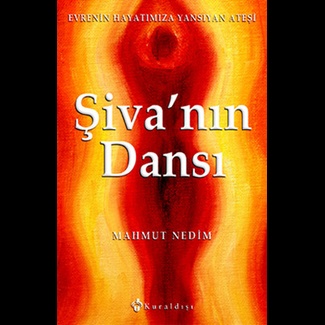 EVRENİN HAYATIMIZA YANSIYAN ATEŞİ
Şiva'nın
Dansı
MAHMUT NEDİM
Kuraldışı